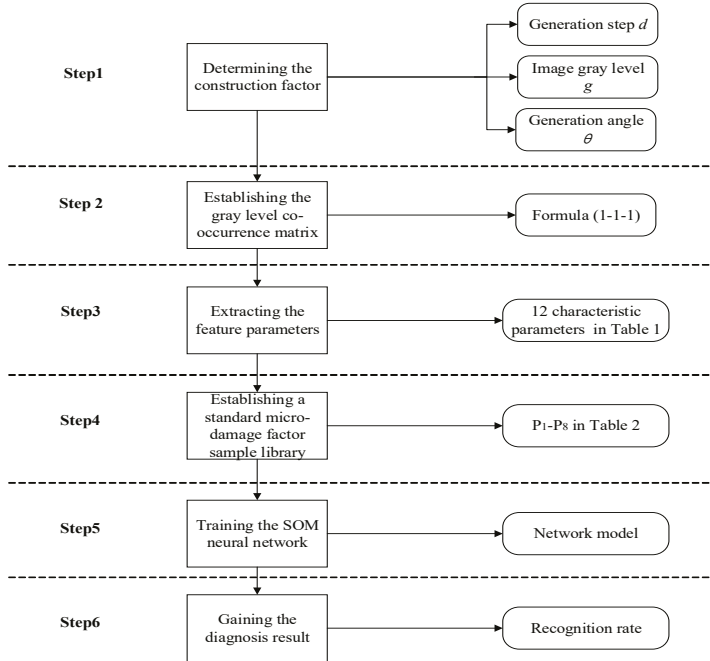 Step1
Determining the
construction factor
Generation step d
Image gray level
g
Generation angle
θ
Step 2
Establishing the
gray level co-
occurrence matrix
Formula (1-1-1)
Step3
Extracting the
feature parameters
12 characteristic
parameters in Table 1
Step4
Establishing a
standard micro-
damage factor
sample library
P1-P8 in Table 2
Step5
Training the SOM
neural network
Network model
Step6
Gaining the
diagnosis result
Recognition rate